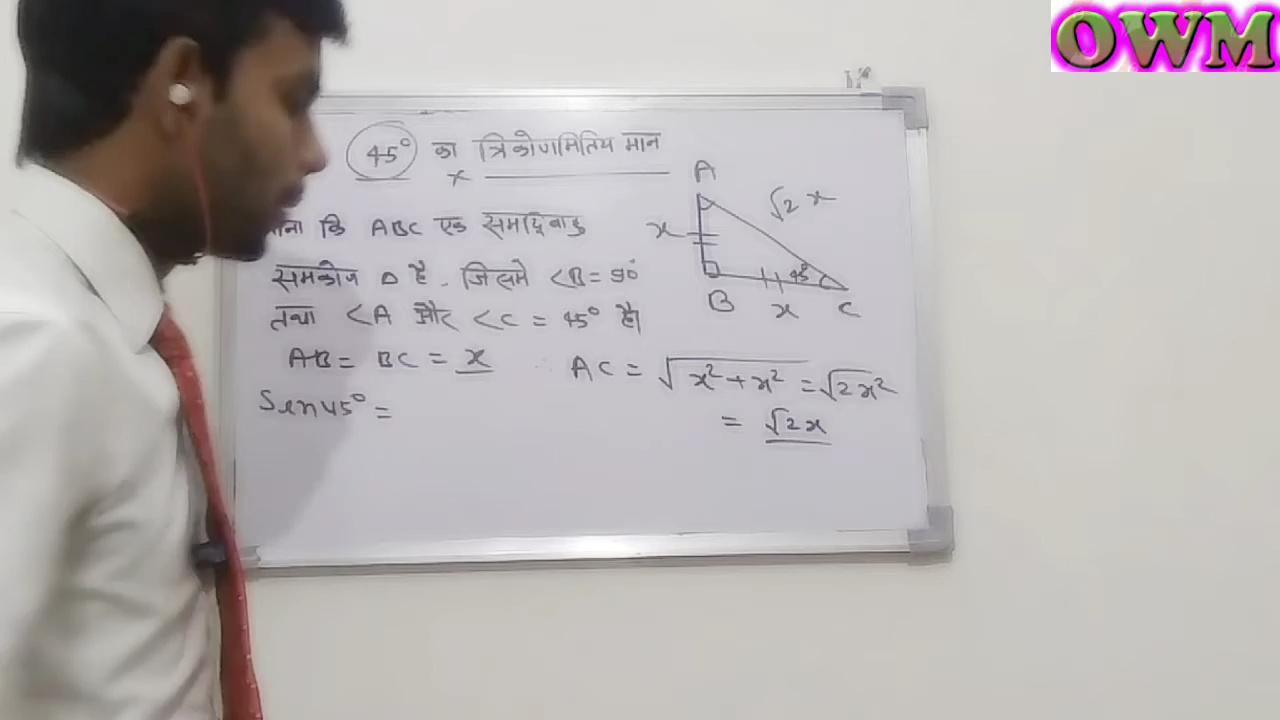 OWM
45° का त्रिकोणमितिय मान
x
माना कि ABC एक समद्विबाहु
समकोण Δ है . जिसमे <B = 90°
तथा <A और <C = 45° है।
AB = BC = x
∴ AC = √x²+x² = √2x²
= √2x
Sin45° =
A
√2 x
x
45°
B
x
C